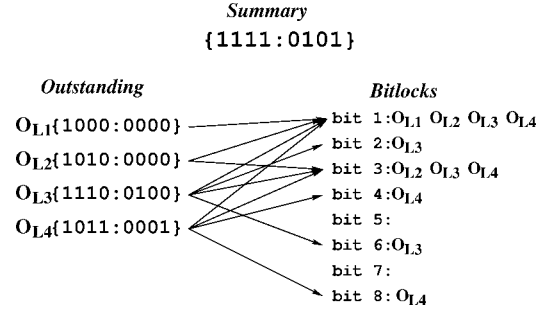 Summary
{1111:0101}
Outstanding Bitlocks
OL1{1000:0000} bit 1:OL1 OL2 OL3 OL4
OL2{1010:0000} bit 2:OL3
OL3{1110:0100} bit 3:OL2 OL3 OL4
OL4{1011:0001} bit 4:OL4
bit 5:
bit 6:OL3
bit 7:
bit 8:OL4